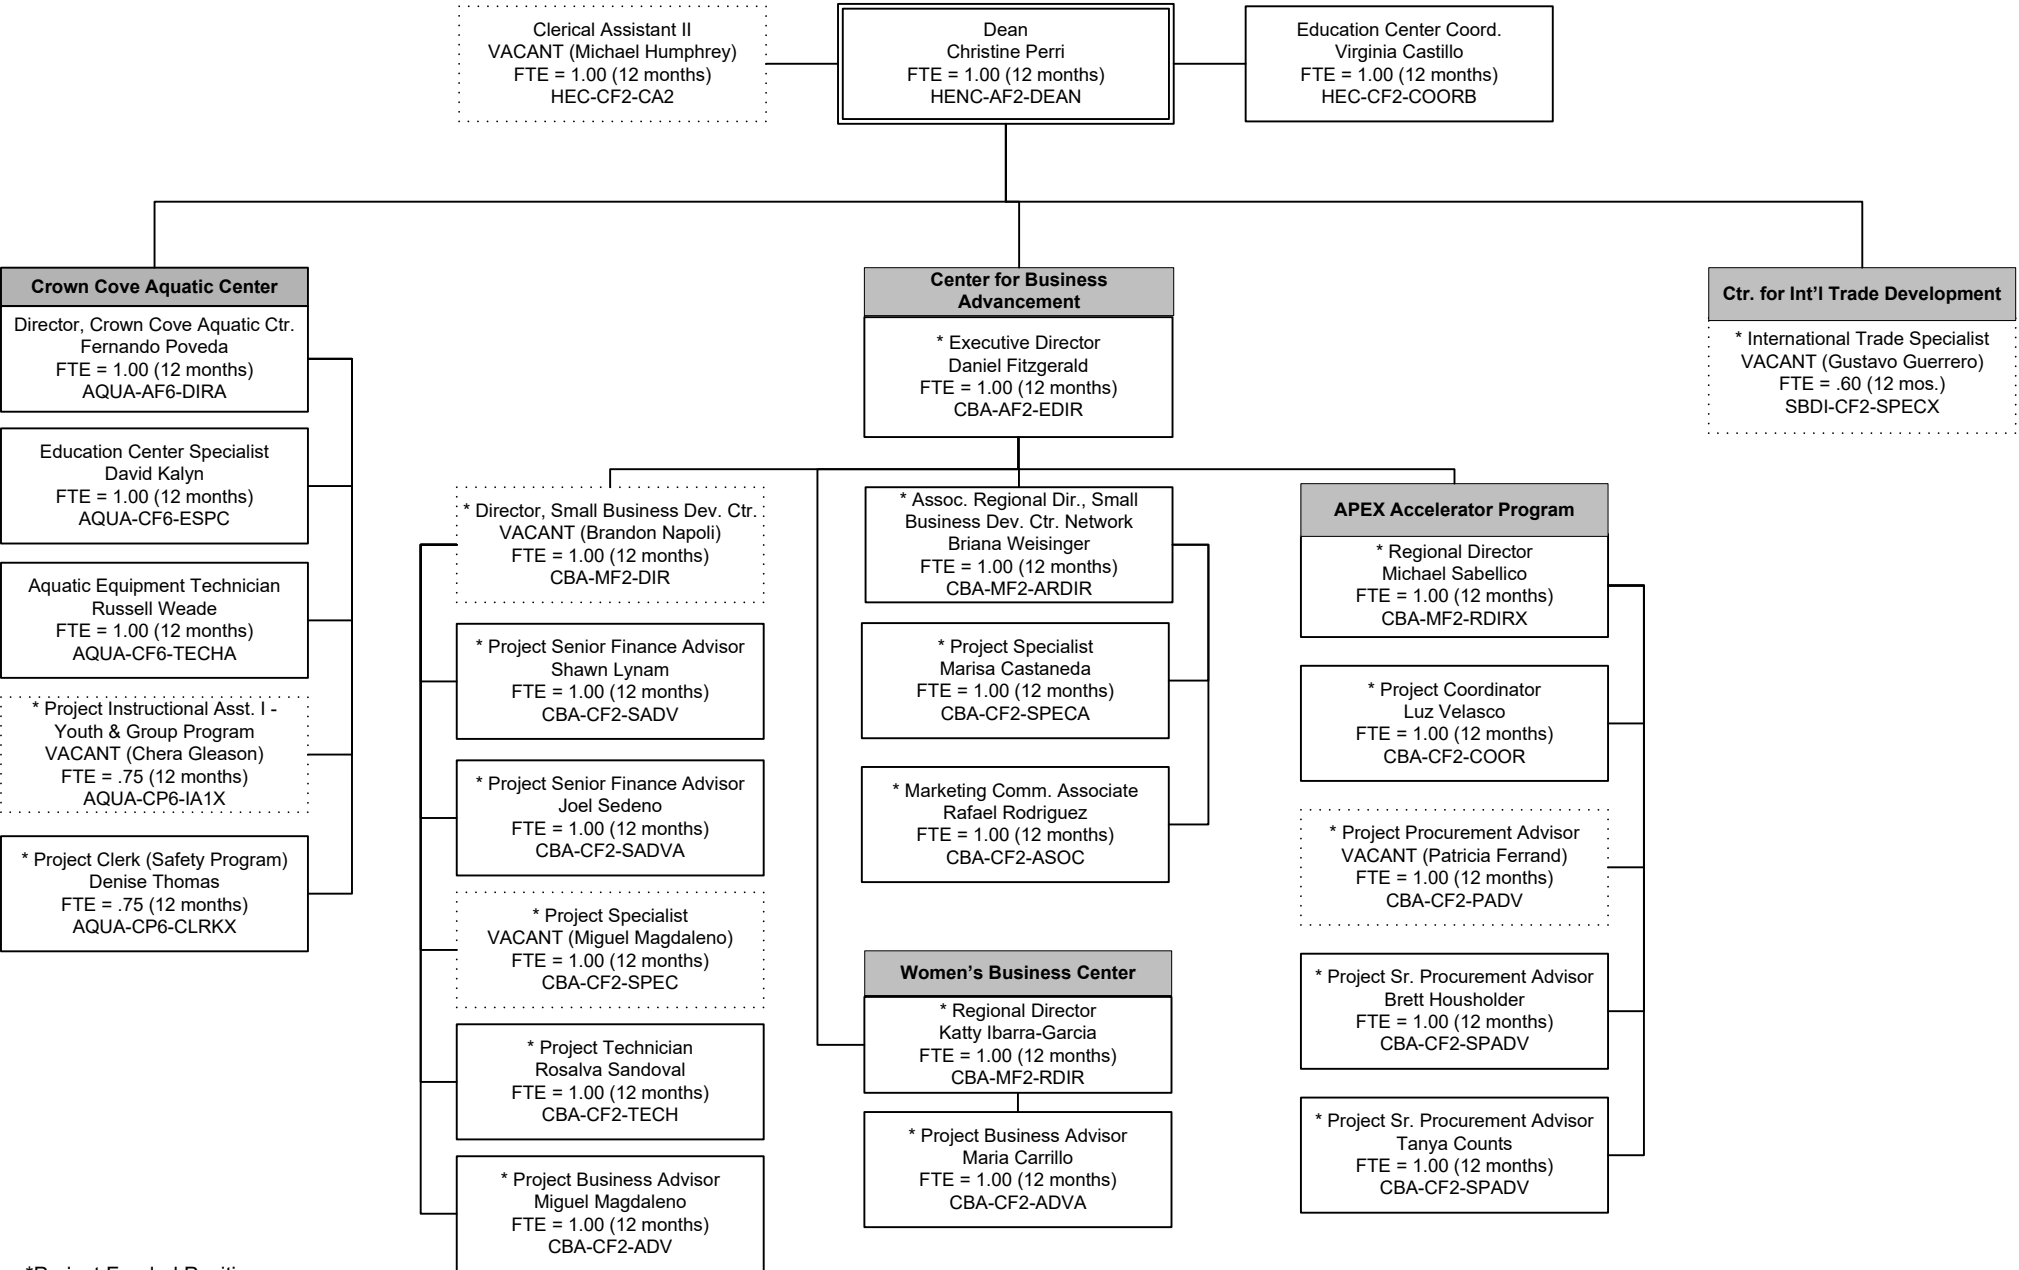 Clerical Assistant II
VACANT (Michael Humphrey)
FTE = 1.00 (12 months)
HEC-CF2-CA2
Dean
Christine Perri
FTE = 1.00 (12 months)
HENC-AF2-DEAN
Education Center Coord.
Virginia Castillo
FTE = 1.00 (12 months)
HEC-CF2-COORB
Crown Cove Aquatic Center
Director, Crown Cove Aquatic Ctr.
Fernando Poveda
FTE = 1.00 (12 months)
AQUA-AF6-DIRA
Education Center Specialist
David Kalyn
FTE = 1.00 (12 months)
AQUA-CF6-ESPC
Aquatic Equipment Technician
Russell Weade
FTE = 1.00 (12 months)
AQUA-CF6-TECHA
* Project Instructional Asst. I -
Youth & Group Program
VACANT (Chera Gleason)
FTE = .75 (12 months)
AQUA-CP6-IA1X
* Project Clerk (Safety Program)
Denise Thomas
FTE = .75 (12 months)
AQUA-CP6-CLRKX
Center for Business
Advancement
* Executive Director
Daniel Fitzgerald
FTE = 1.00 (12 months)
CBA-AF2-EDIR
* Director, Small Business Dev. Ctr.
VACANT (Brandon Napoli)
FTE = 1.00 (12 months)
CBA-MF2-DIR
* Project Senior Finance Advisor
Shawn Lynam
FTE = 1.00 (12 months)
CBA-CF2-SADV
* Project Senior Finance Advisor
Joel Sedeno
FTE = 1.00 (12 months)
CBA-CF2-SADVA
* Project Specialist
VACANT (Miguel Magdaleno)
FTE = 1.00 (12 months)
CBA-CF2-SPEC
* Project Technician
Rosalva Sandoval
FTE = 1.00 (12 months)
CBA-CF2-TECH
* Project Business Advisor
Miguel Magdaleno
FTE = 1.00 (12 months)
CBA-CF2-ADV
* Assoc. Regional Dir., Small
Business Dev. Ctr. Network
Briana Weisinger
FTE = 1.00 (12 months)
CBA-MF2-ARDIR
* Project Specialist
Marisa Castaneda
FTE = 1.00 (12 months)
CBA-CF2-SPECA
* Marketing Comm. Associate
Rafael Rodriguez
FTE = 1.00 (12 months)
CBA-CF2-ASOC
Women's Business Center
* Regional Director
Katty Ibarra-Garcia
FTE = 1.00 (12 months)
CBA-MF2-RDIR
* Project Business Advisor
Maria Carrillo
FTE = 1.00 (12 months)
CBA-CF2-ADVA
APEX Accelerator Program
* Regional Director
Michael Sabellico
FTE = 1.00 (12 months)
CBA-MF2-RDIRX
* Project Coordinator
Luz Velasco
FTE = 1.00 (12 months)
CBA-CF2-COOR
* Project Procurement Advisor
VACANT (Patricia Ferrand)
FTE = 1.00 (12 months)
CBA-CF2-PADV
* Project Sr. Procurement Advisor
Brett Housholder
FTE = 1.00 (12 months)
CBA-CF2-SPADV
* Project Sr. Procurement Advisor
Tanya Counts
FTE = 1.00 (12 months)
CBA-CF2-SPADV
Ctr. for Int'l Trade Development
* International Trade Specialist
VACANT (Gustavo Guerrero)
FTE = .60 (12 mos.)
SBDI-CF2-SPECX